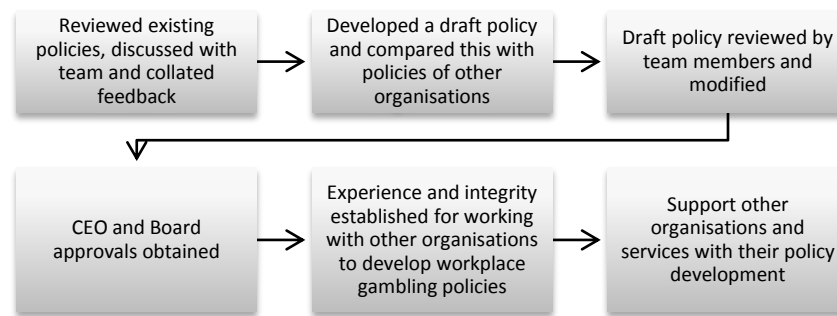 Reviewed existing
policies, discussed with
team and collated
feedback
Developed a draft policy
and compared this with
policies of other
organisations
Draft policy reviewed by
team members and
modified
CEO and Board
approvals obtained
Experience and integrity
established for working
with other organisations
to develop workplace
gambling policies
Support other
organisations and
services with their policy
development